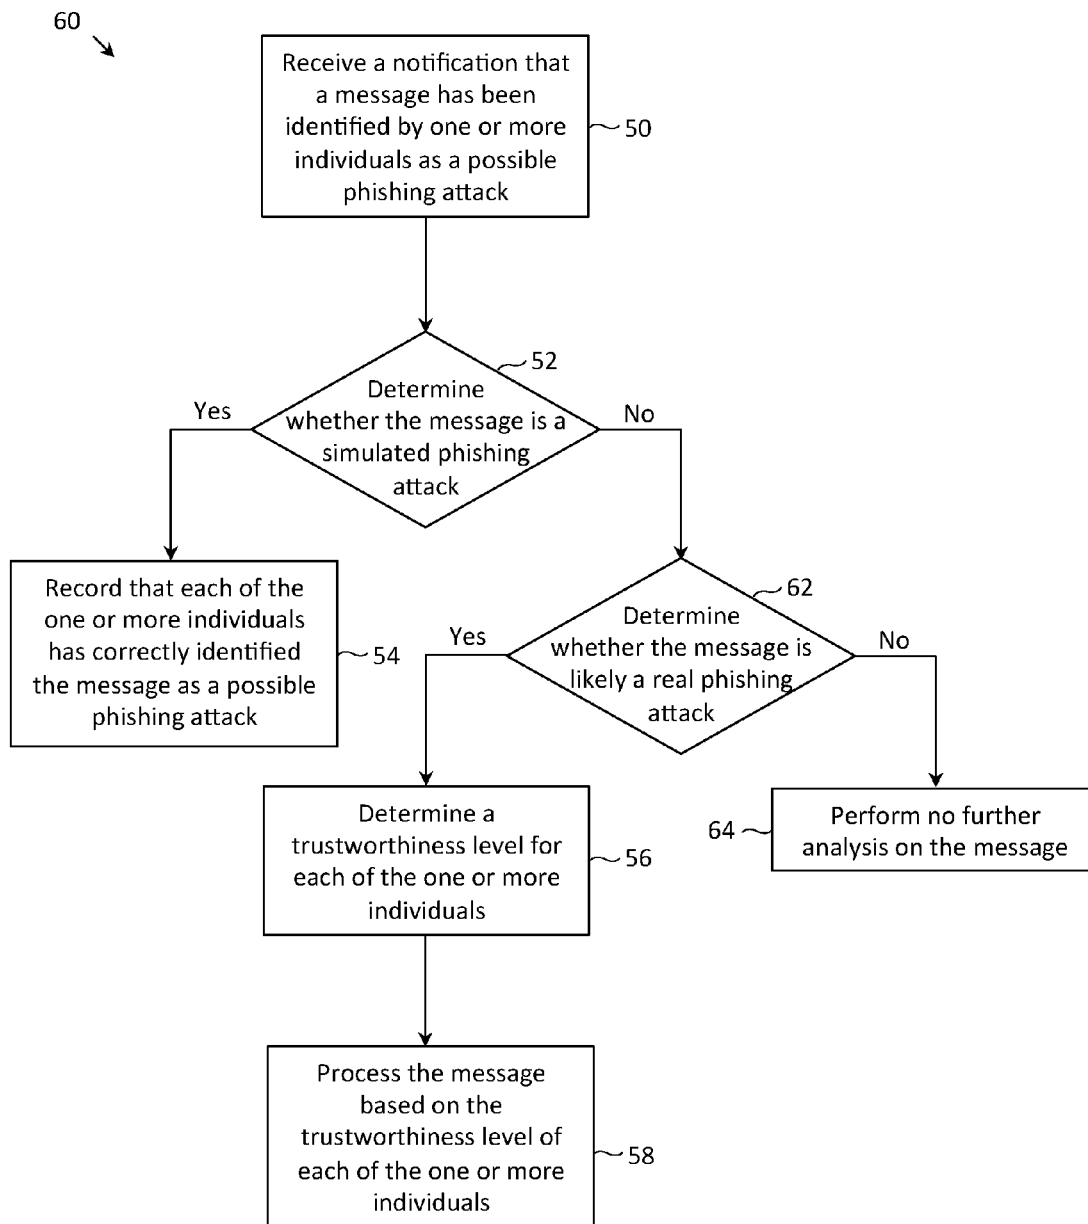 60
Receive a notification that
a message has been
identified by one or more
individuals as a possible
phishing attack
50
52
Determine
whether the message is a
simulated phishing
attack
Yes
No
Record that each of the
one or more individuals
has correctly identified
the message as a possible
phishing attack
54
62
Determine
whether the message is
likely a real phishing
attack
Yes
No
Determine a
trustworthiness level for
each of the one or more
individuals
56
64
Perform no further
analysis on the message
Process the message
based on the
trustworthiness level of
each of the one or more
individuals
58